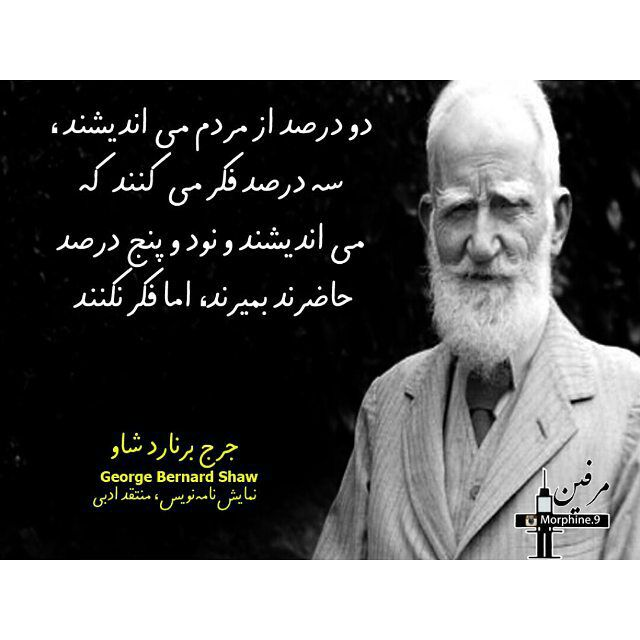 دو درصد از مردم می اندیشند،
سه درصد فکر می کنند که
می اندیشند و نود و پنج درصد
حاضرند بمیرند، اما فکر نکنند
جرج برنارد شاو
George Bernard Shaw
نمایش نامه‌نویس، منتقد ادبی
مرفین
Morphine.9